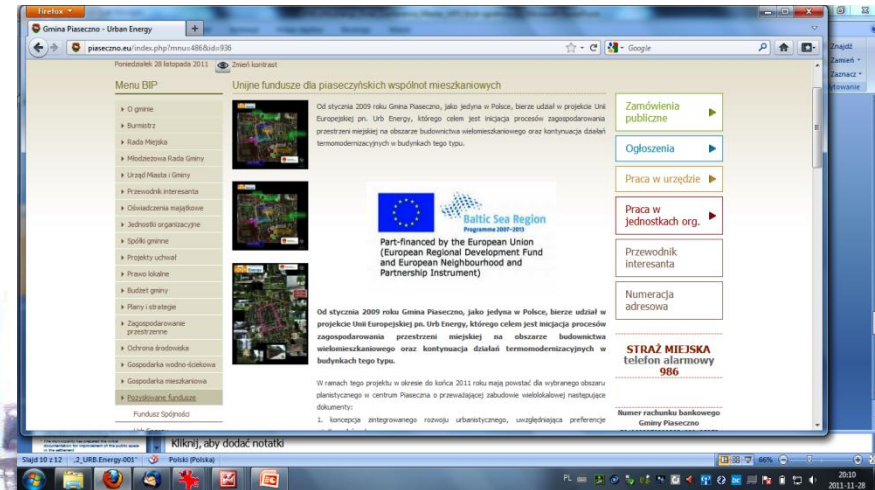 Firefox
Gmina Piaseczno - Urban Energy
piaseczno.eu/index.php?mnu=486&id=936
Google
Znajdź
Zamień
Zaznacz
Poniedziałek 28 listopada 2011
Zmień kontrast
Menu BIP
O gminie
Burmistrz
Rada Miejska
Młodzieżowa Rada Gminy
Urząd Miasta i Gminy
Przewodnik interesanta
Oświadczenia majątkowe
Jednostki organizacyjne
Spółki gminne
Projekty uchwał
Prawo lokalne
Budżet gminy
Plany i strategie
Zagospodarowanie
przestrzenne
Ochrona środowiska
Gospodarka wodno-ściekowa
Gospodarka mieszkaniowa
Pozyskiwane fundusze
Fundusz Spójności
Unijne fundusze dla piaseczyńskich wspólnot mieszkaniowych
Od stycznia 2009 roku Gmina Piaseczno, jako jedyna w Polsce, bierze udział w projekcie Unii
Europejskiej pn. Urb Energy, którego celem jest inicjacja procesów zagospodarowania
przestrzeni miejskiej na obszarze budownictwa wielomieszkaniowego oraz kontynuacja działań
termomodernizacyjnych w budynkach tego typu.
Baltic Sea Region
Programme 2007-2013
Part-financed by the European Union
(European Regional Development Fund
and European Neighbourhood and
Partnership Instrument)
Od stycznia 2009 roku Gmina Piaseczno, jako jedyna w Polsce, bierze udział w
projekcie Unii Europejskiej pn. Urb Energy, którego celem jest inicjacja procesów
zagospodarowania przestrzeni miejskiej na obszarze budownictwa
wielomieszkaniowego oraz kontynuacja działań termomodernizacyjnych w
budynkach tego typu.
W ramach tego projektu w okresie do końca 2011 roku mają powstać dla wybranego obszaru
planistycznego w centrum Piaseczna o przeważającej zabudowie wielolokalowej następujące
dokumenty:
1. koncepcja zintegrowanego rozwoju urbanistycznego, uwzględniająca preferencje
Zamówienia
publiczne
Ogłoszenia
Praca w urzędzie
Praca w
jednostkach org.
Przewodnik
interesanta
Numeracja
adresowa
STRAŻ MIEJSKA
telefon alarmowy
986
Numer rachunku bankowego
Gminy Piaseczno
Kliknij, aby dodać notatki
Slajd 10 z 12
2_URB.Energy-001"
Polski (Polska)
66%
PL
20:10
2011-11-28